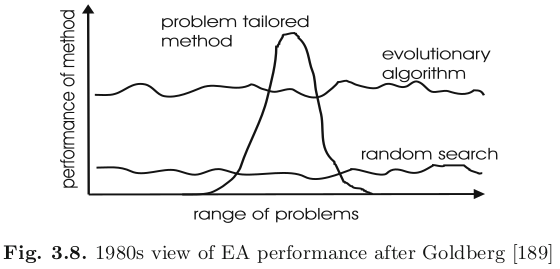 problem tailored
method
evolutionary
algorithm
random search
performance of method
range of problems
Fig. 3.8. 1980s view of EA performance after Goldberg [189]